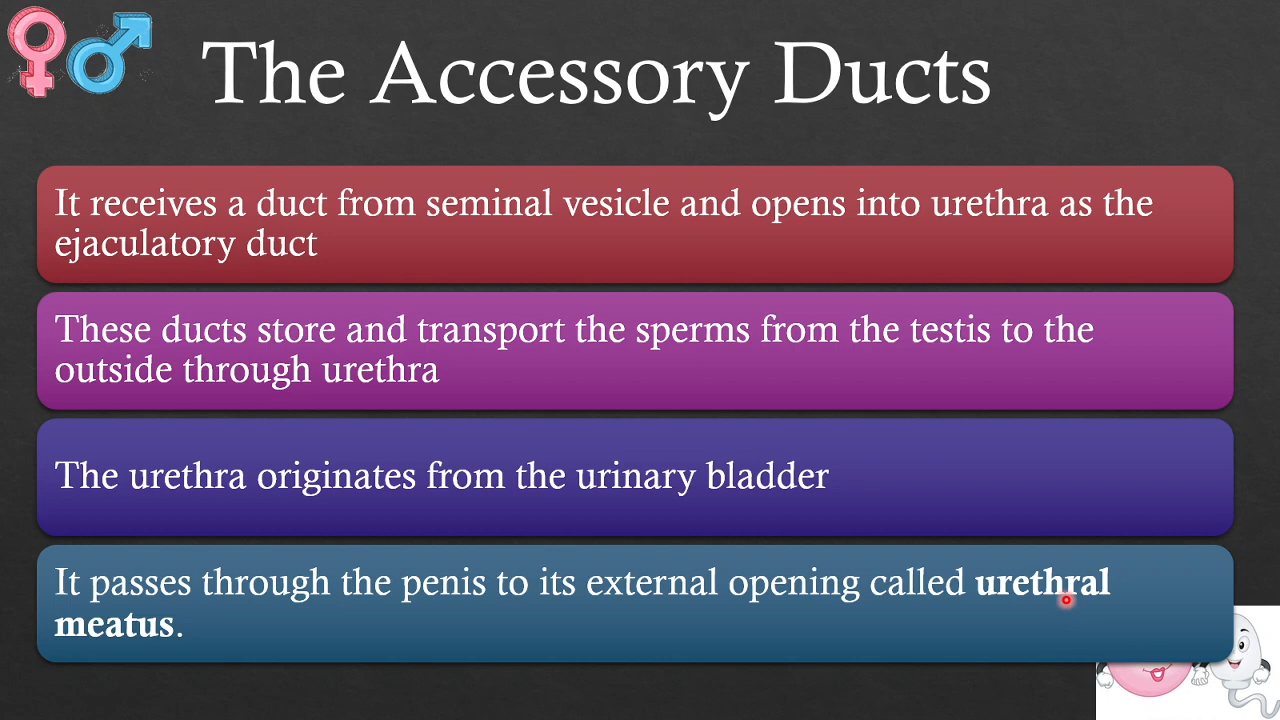 The Accessory Ducts
It receives a duct from seminal vesicle and opens into urethra as the
ejaculatory duct
These ducts store and transport the sperms from the testis to the
outside through urethra
The urethra originates from the urinary bladder
It passes through the penis to its external opening called urethral
meatus.